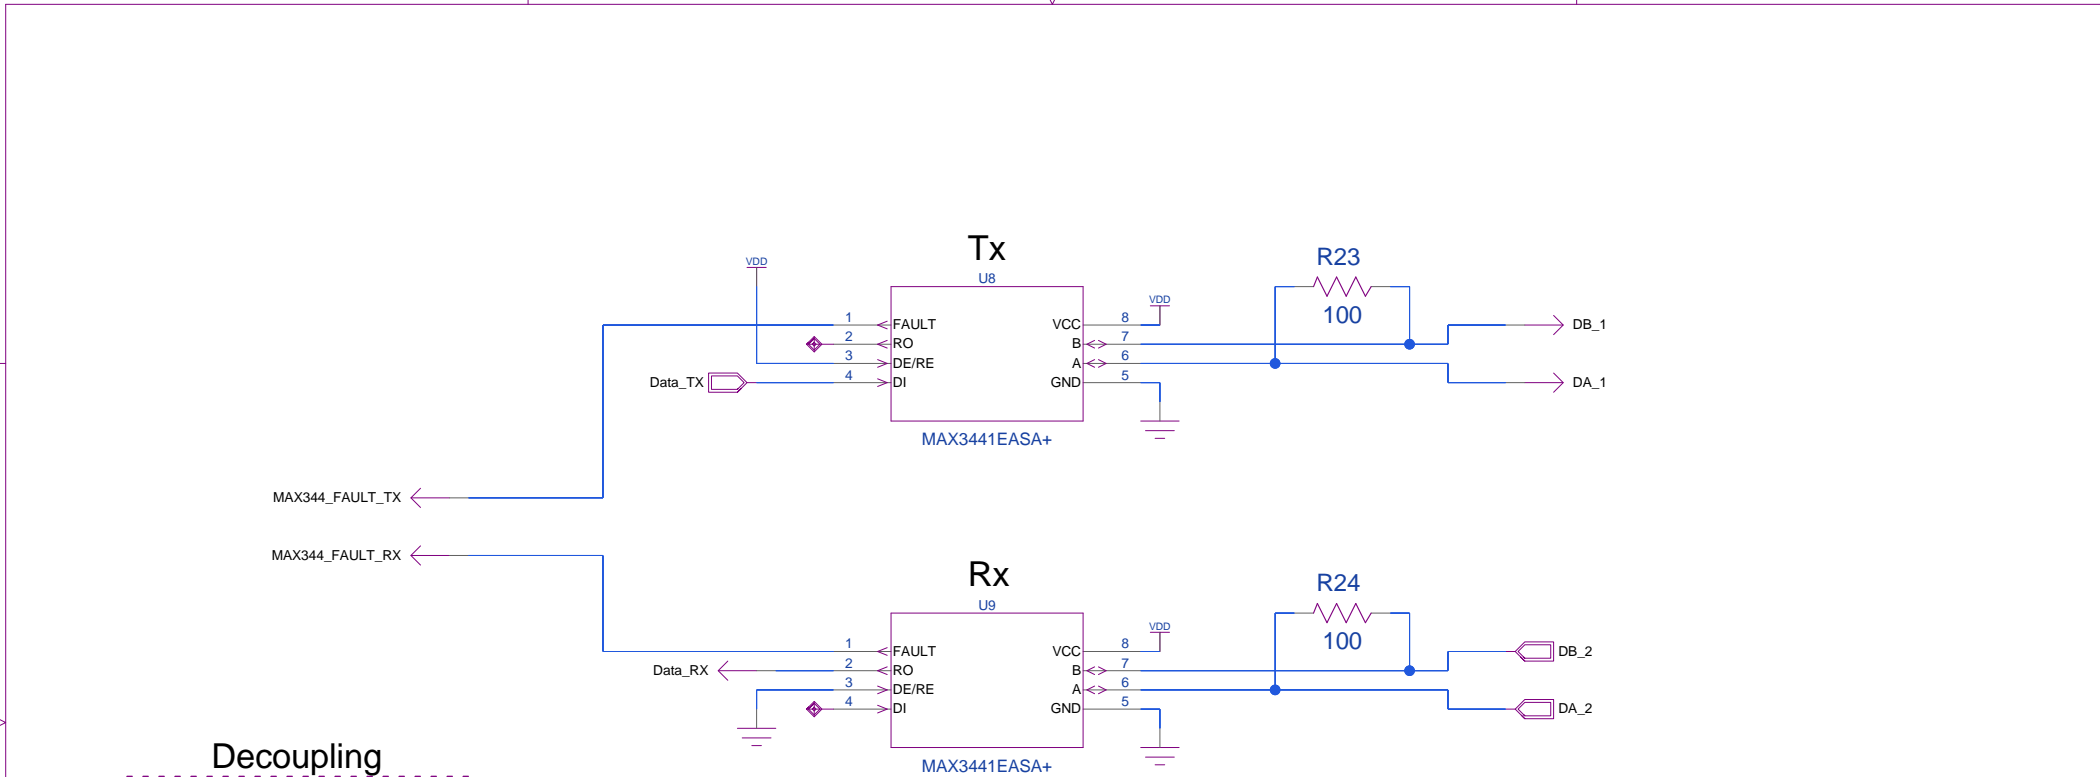 Tx
U8
VDD
VDD
R23
100
1 FAULT VCC 8
2 RO B 7
3 DE/RE A 6
4 DI GND 5
Data_TX
DB_1
DA_1
MAX3441EASA+
MAX344_FAULT_TX
MAX344_FAULT_RX
Rx
U9
VDD
R24
100
1 FAULT VCC 8
2 RO B 7
3 DE/RE A 6
4 DI GND 5
Data_RX
DB_2
DA_2
MAX3441EASA+
Decoupling